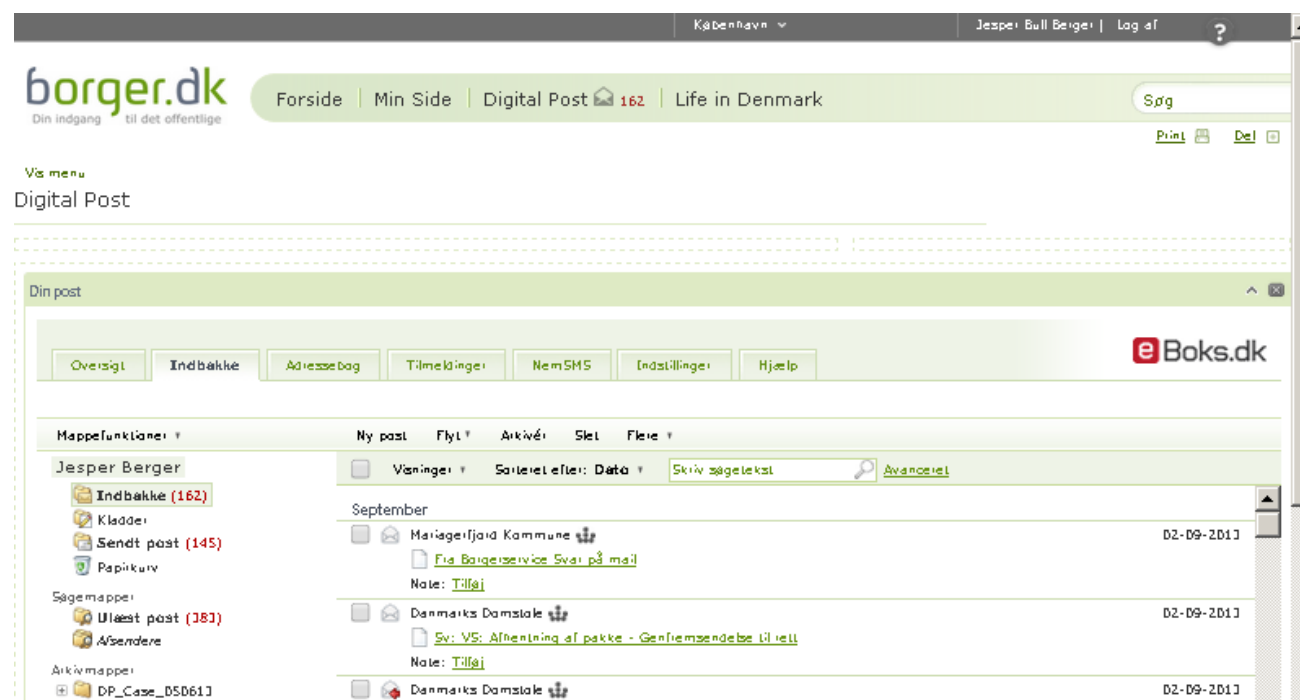 København
Jesper Bull Berger | Log af ?
borger.dk
Din indgang til det offentlige
Forside | Min Side | Digital Post 162 | Life in Denmark
Søg
Print Del
Vis menu
Digital Post
Din post
Oversigt Indbakke Adressebog Tilmeldinger NemSMS Indstillinger Hjælp
e Boks.dk
Mappefunktioner
Ny post Flyt Arkivér Slet Flere
Jesper Berger
Visninger Sorteret efter: Dato Skriv søgetekst Avanceret
Indbakke (162)
Kladder
Sendt post (145)
Papirkurv
Søgemapper
Ulæst post (383)
Afsendere
Arkivmapper
DP_Case_050613
September
Mariagerfjord Kommune 02-09-2013
Fra Borgerservice Svar på mail
Note: Tilføj
Danmarks Domstole 02-09-2013
Sv: VS: Afhentning af pakke - Genfremsendelse til rett
Note: Tilføj
Danmarks Domstole 02-09-2013